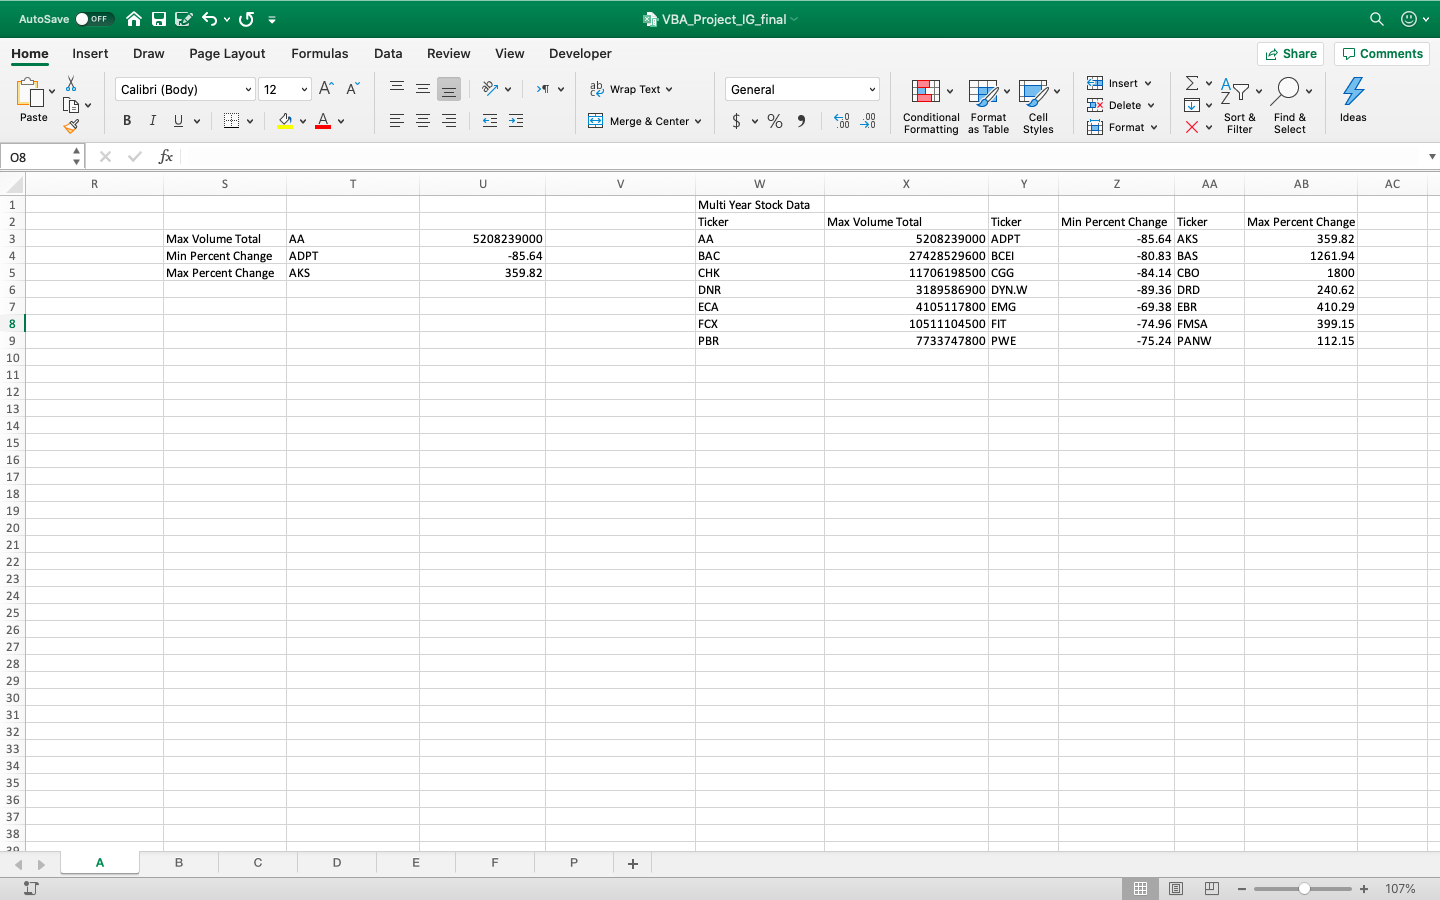 AutoSave OFF VBA_Project_IG_final
Home Insert Draw Page Layout Formulas Data Review View Developer Share Comments
Paste Calibri (Body) 12 A A ab Wrap Text General Insert
B I U A Merge & Center $ % Conditional Formatting Format as Table Cell Styles Delete Format Sort & Filter Find & Select Ideas
O8 fx
R S T U V W X Y Z AA AB AC
1 Multi Year Stock Data
2 Ticker Max Volume Total Ticker Min Percent Change Ticker Max Percent Change
3 Max Volume Total AA 5208239000 AA 5208239000 ADPT -85.64 AKS 359.82
4 Min Percent Change ADPT -85.64 BAC 27428529600 BCEI -80.83 BAS 1261.94
5 Max Percent Change AKS 359.82 CHK 11706198500 CGG -84.14 CBO 1800
6 DNR 3189586900 DYN.W -89.36 DRD 240.62
7 ECA 4105117800 EMG -69.38 EBR 410.29
8 FCX 10511104500 FIT -74.96 FMSA 399.15
9 PBR 7733747800 PWE -75.24 PANW 112.15
10
11
12
13
14
15
16
17
18
19
20
21
22
23
24
25
26
27
28
29
30
31
32
33
34
35
36
37
38
39
A B C D E F P +
107%